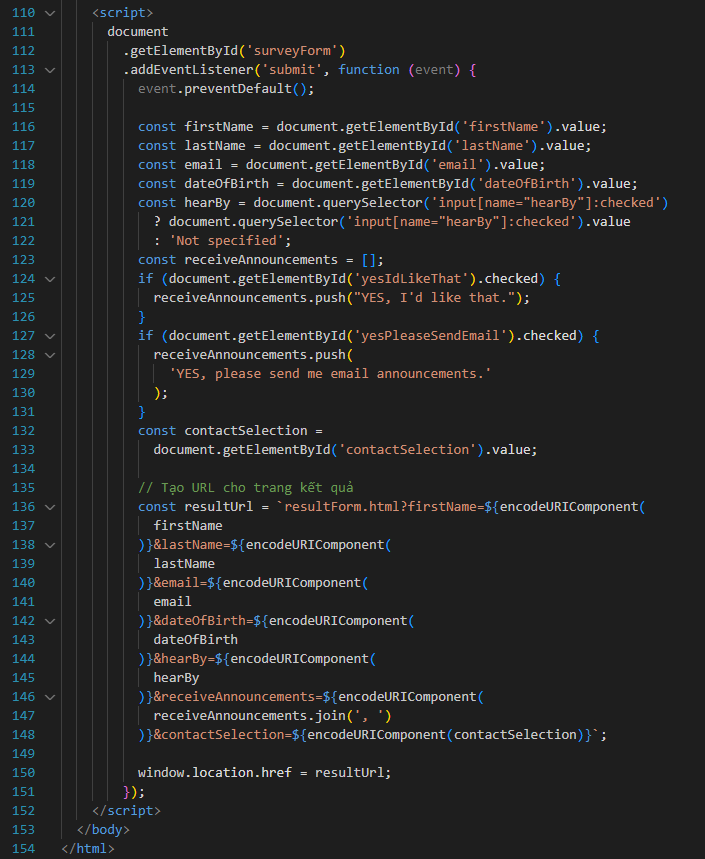 110 <script>
111 document
112 .getElementById('surveyForm')
113 .addEventListener('submit', function (event) {
114 event.preventDefault();
115
116 const firstName = document.getElementById('firstName').value;
117 const lastName = document.getElementById('lastName').value;
118 const email = document.getElementById('email').value;
119 const dateOfBirth = document.getElementById('dateOfBirth').value;
120 const hearBy = document.querySelector('input[name="hearBy"]:checked')
121 ? document.querySelector('input[name="hearBy"]:checked').value
122 : 'Not specified';
123 const receiveAnnouncements = [];
124 if (document.getElementById('yesIdLikeThat').checked) {
125 receiveAnnouncements.push("YES, I'd like that.");
126 }
127 if (document.getElementById('yesPleaseSendEmail').checked) {
128 receiveAnnouncements.push(
129 'YES, please send me email announcements.'
130 );
131 }
132 const contactSelection =
133 document.getElementById('contactSelection').value;
134
135 // Tạo URL cho trang kết quả
136 const resultUrl = `resultForm.html?firstName=${encodeURIComponent(
137 firstName
138 )}&lastName=${encodeURIComponent(
139 lastName
140 )}&email=${encodeURIComponent(
141 email
142 )}&dateOfBirth=${encodeURIComponent(
143 dateOfBirth
144 )}&hearBy=${encodeURIComponent(
145 hearBy
146 )}&receiveAnnouncements=${encodeURIComponent(
147 receiveAnnouncements.join(', ')
148 )}&contactSelection=${encodeURIComponent(contactSelection)}`;
149
150 window.location.href = resultUrl;
151 });
152 </script>
153 </body>
154 </html>